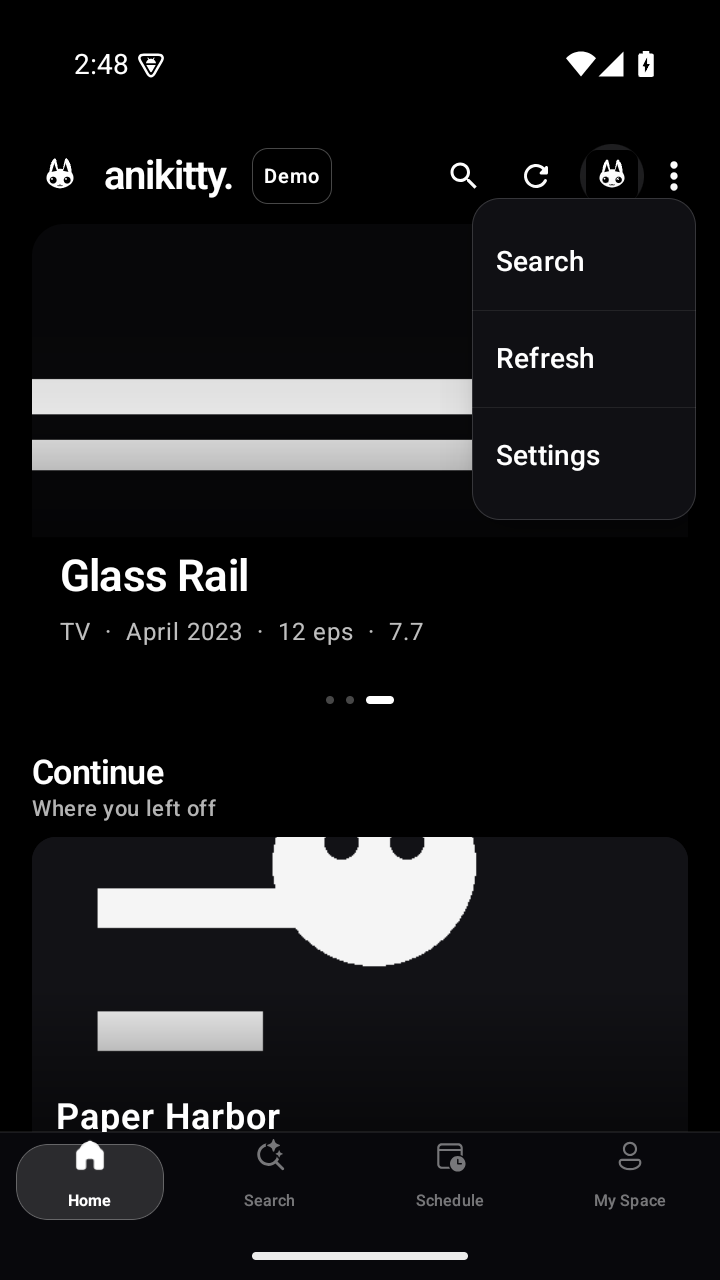 2:48
anikitty.
Demo
Search
Refresh
Settings
Glass Rail
TV · April 2023 · 12 eps · 7.7
Continue
Where you left off
Paper Harbor
Home
Search
Schedule
My Space